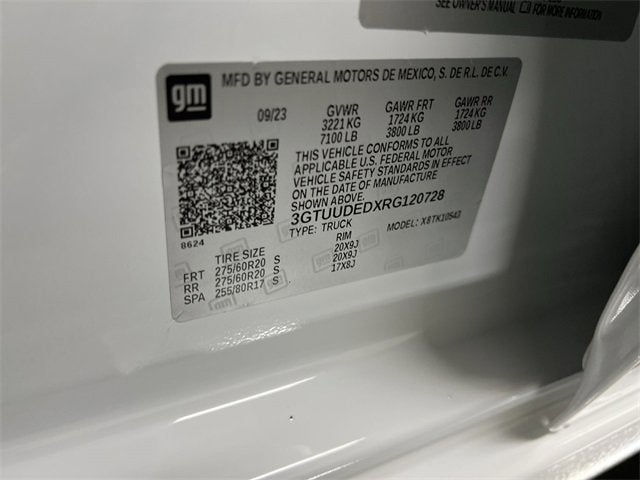 SEE OWNER'S MANUAL FOR MORE INFORMATION
gm
MFD BY GENERAL MOTORS DE MEXICO, S. DE R.L. DE C.V.
09/23 GVWR GAWR FRT GAWR RR
3221 KG 1724 KG 1724 KG
7100 LB 3800 LB 3800 LB
THIS VEHICLE CONFORMS TO ALL
APPLICABLE U.S. FEDERAL MOTOR
VEHICLE SAFETY STANDARDS IN EFFECT
ON THE DATE OF MANUFACTURE
SHOWN ABOVE.
3GTUUDEDXRG120728
TYPE: TRUCK MODEL: X8TK10543
8624
TIRE SIZE RIM
FRT 275/60R20 S 20X9J
RR 275/60R20 S 20X9J
SPA 255/80R17 S 17X8J